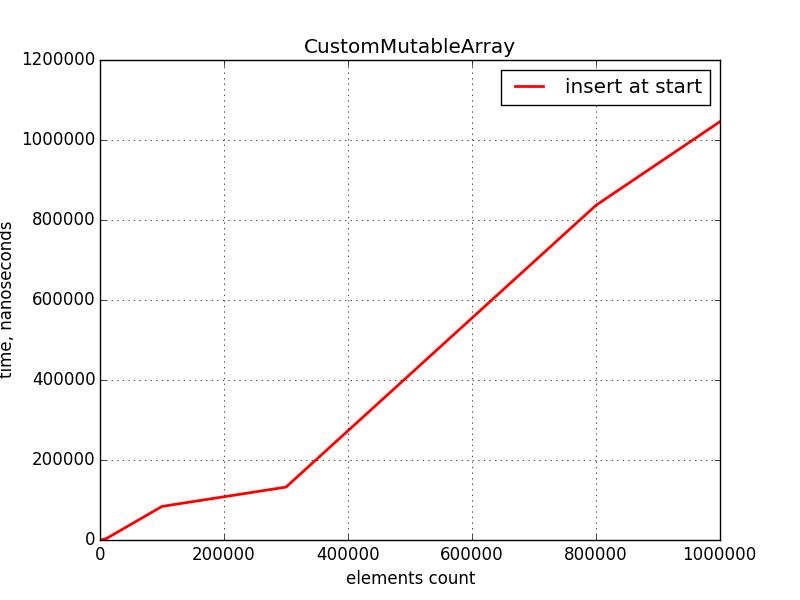 CustomMutableArray
1200000
insert at start
1000000
800000
600000
400000
200000
0
time, nanoseconds
0 200000 400000 600000 800000 1000000
elements count